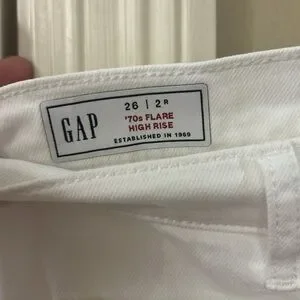 GAP
26 | 2R
'70s FLARE
HIGH RISE
ESTABLISHED IN 1969